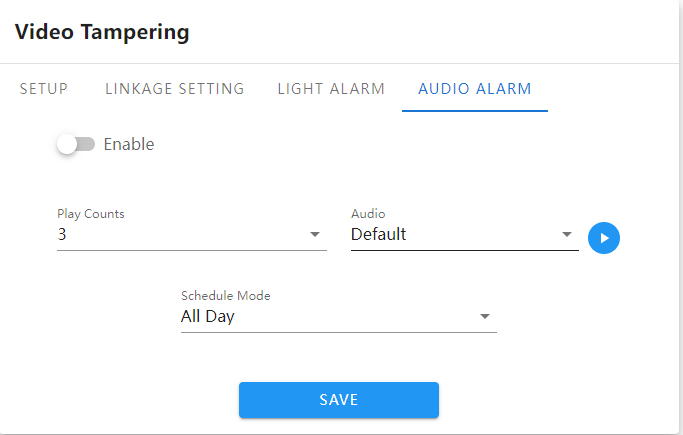 Video Tampering
SETUP LINKAGE SETTING LIGHT ALARM AUDIO ALARM
Enable
Play Counts Audio
3 Default
Schedule Mode
All Day
SAVE